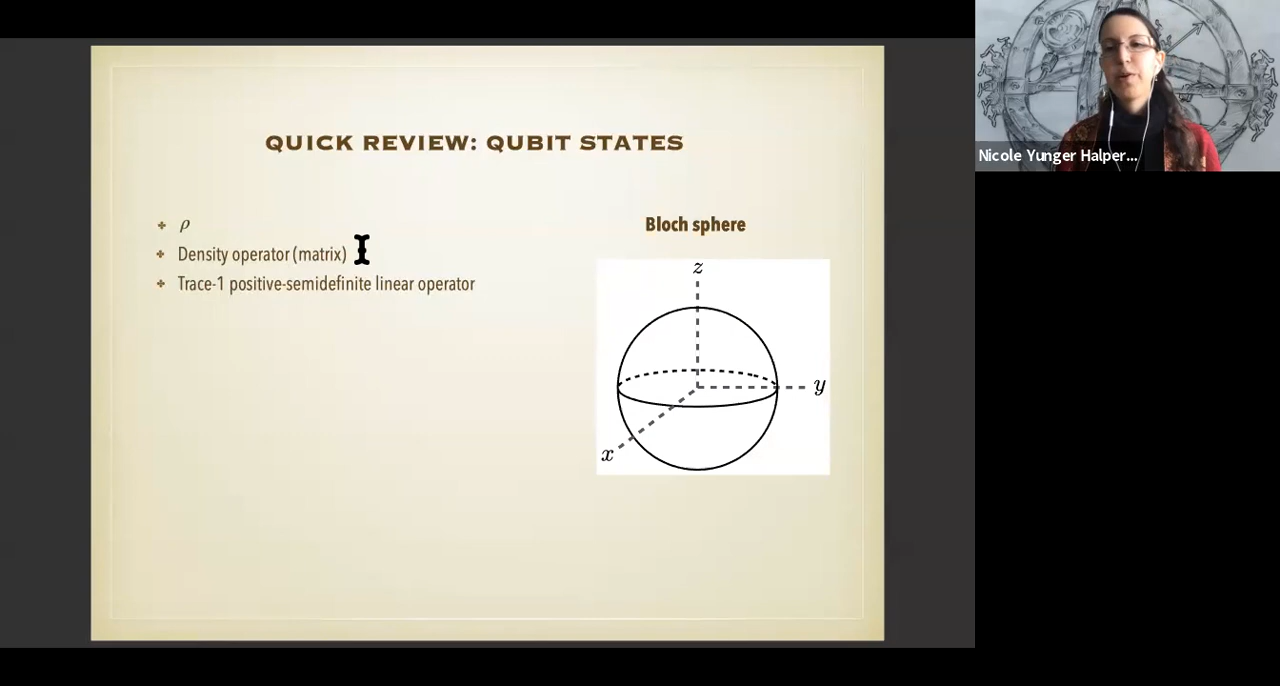 QUICK REVIEW: QUBIT STATES
ρ
Density operator (matrix)
Trace-1 positive-semidefinite linear operator
Bloch sphere
z
y
x
Nicole Yunger Halper...